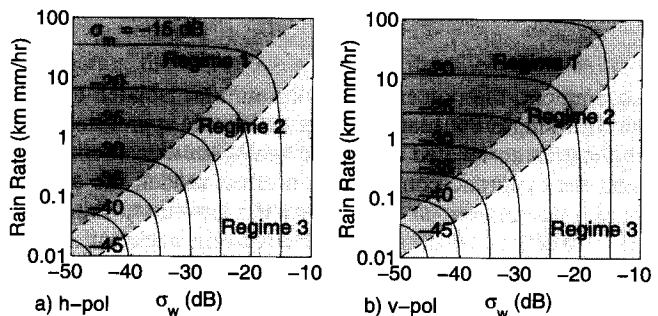 σm = −15 dB
Regime 1
−20
−25
Regime 2
−30
−35
−40
Regime 3
−45
Rain Rate (km mm/hr)
100
10
1
0.1
0.01
−50 −40 −30 −20 −10
a) h−pol σw (dB)
Regime 1
−20
−25
Regime 2
−30
−35
−40
Regime 3
−45
Rain Rate (km mm/hr)
100
10
1
0.1
0.01
−50 −40 −30 −20 −10
b) v−pol σw (dB)